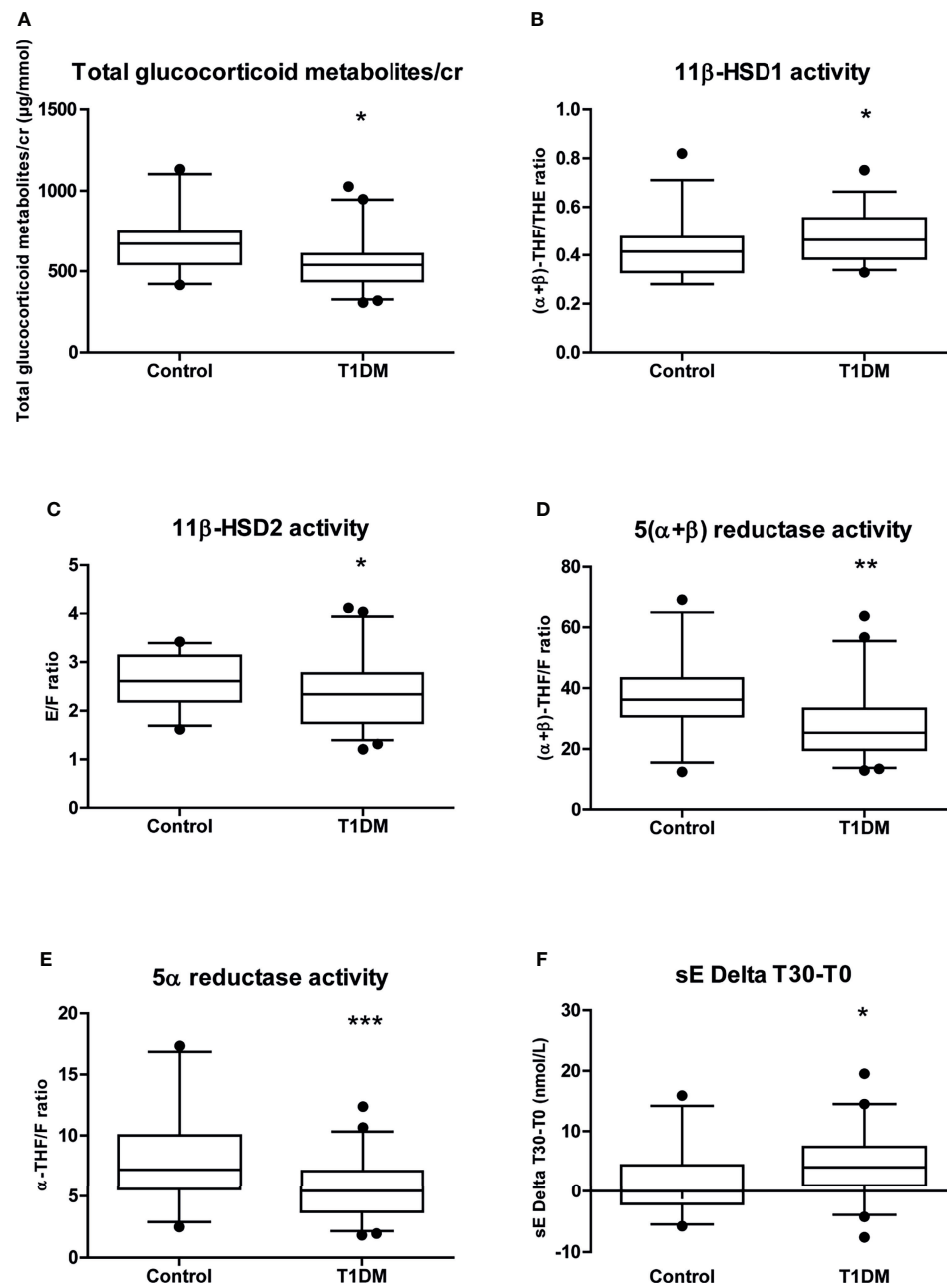 A
Total glucocorticoid metabolites/cr
Total glucocorticoid metabolites/cr (µg/mmol)
1500
1000
500
0
*
Control
T1DM
B
11β-HSD1 activity
(α+β)-THF/THE ratio
1.0
0.8
0.6
0.4
0.2
0.0
*
Control
T1DM
C
11β-HSD2 activity
E/F ratio
5
4
3
2
1
0
*
Control
T1DM
D
5(α+β) reductase activity
(α+β)-THF/F ratio
80
60
40
20
0
**
Control
T1DM
E
5α reductase activity
α-THF/F ratio
20
15
10
5
0
***
Control
T1DM
F
sE Delta T30-T0
sE Delta T30-T0 (nmol/L)
30
20
10
0
-10
*
Control
T1DM